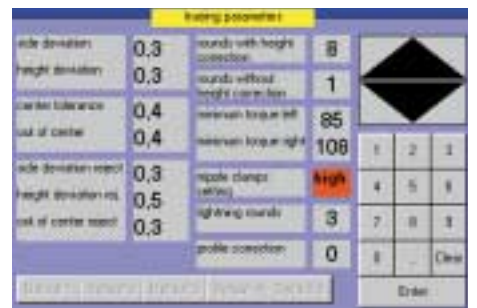 truing parameters
side deviation 0,3
height deviation 0,3
center tolerance 0,4
out of center 0,4
side deviation reject 0,3
height deviation rej. 0,5
out of center reject 0,3
rounds with height correction 8
rounds without height correction 1
minimum torque left 85
minimum torque right 108
nipple clamps setting high
tightning rounds 3
profile correction 0
1 2 3
4 5 6
7 8 9
0 . Clear
Enter